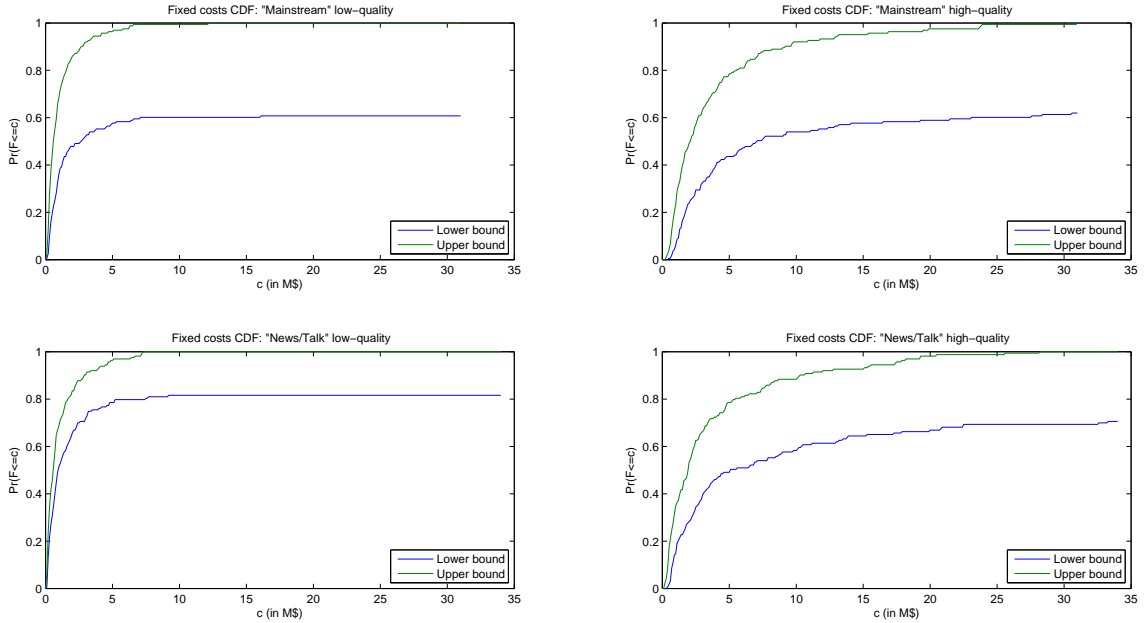 Fixed costs CDF: "Mainstream" low−quality
1
0.8
0.6
0.4
0.2
0
Pr(F<=c)
0 5 10 15 20 25 30 35
c (in M$)
Lower bound
Upper bound
Fixed costs CDF: "Mainstream" high−quality
1
0.8
0.6
0.4
0.2
0
Pr(F<=c)
0 5 10 15 20 25 30 35
c (in M$)
Lower bound
Upper bound
Fixed costs CDF: "News/Talk" low−quality
1
0.8
0.6
0.4
0.2
0
Pr(F<=c)
0 5 10 15 20 25 30 35
c (in M$)
Lower bound
Upper bound
Fixed costs CDF: "News/Talk" high−quality
1
0.8
0.6
0.4
0.2
0
Pr(F<=c)
0 5 10 15 20 25 30 35
c (in M$)
Lower bound
Upper bound